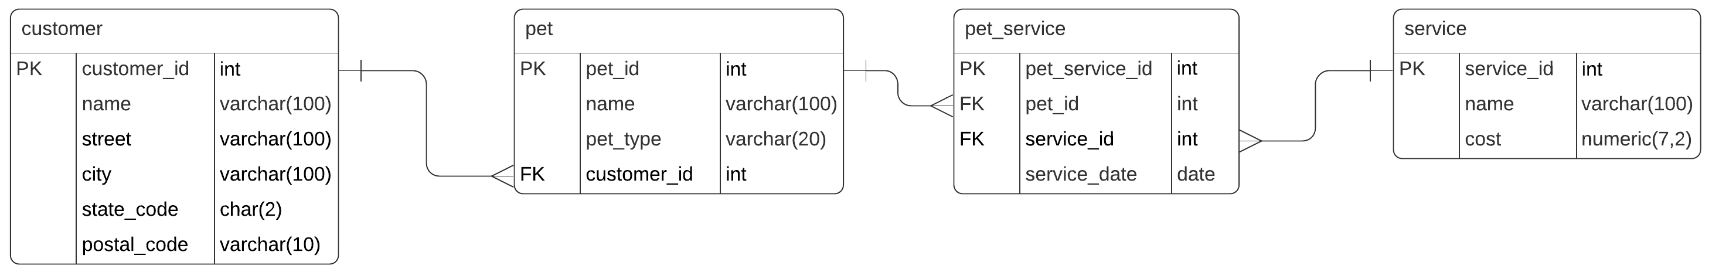 customer
PK customer_id int
name varchar(100)
street varchar(100)
city varchar(100)
state_code char(2)
postal_code varchar(10)
pet
PK pet_id int
name varchar(100)
pet_type varchar(20)
FK customer_id int
pet_service
PK pet_service_id int
FK pet_id int
FK service_id int
service_date date
service
PK service_id int
name varchar(100)
cost numeric(7,2)